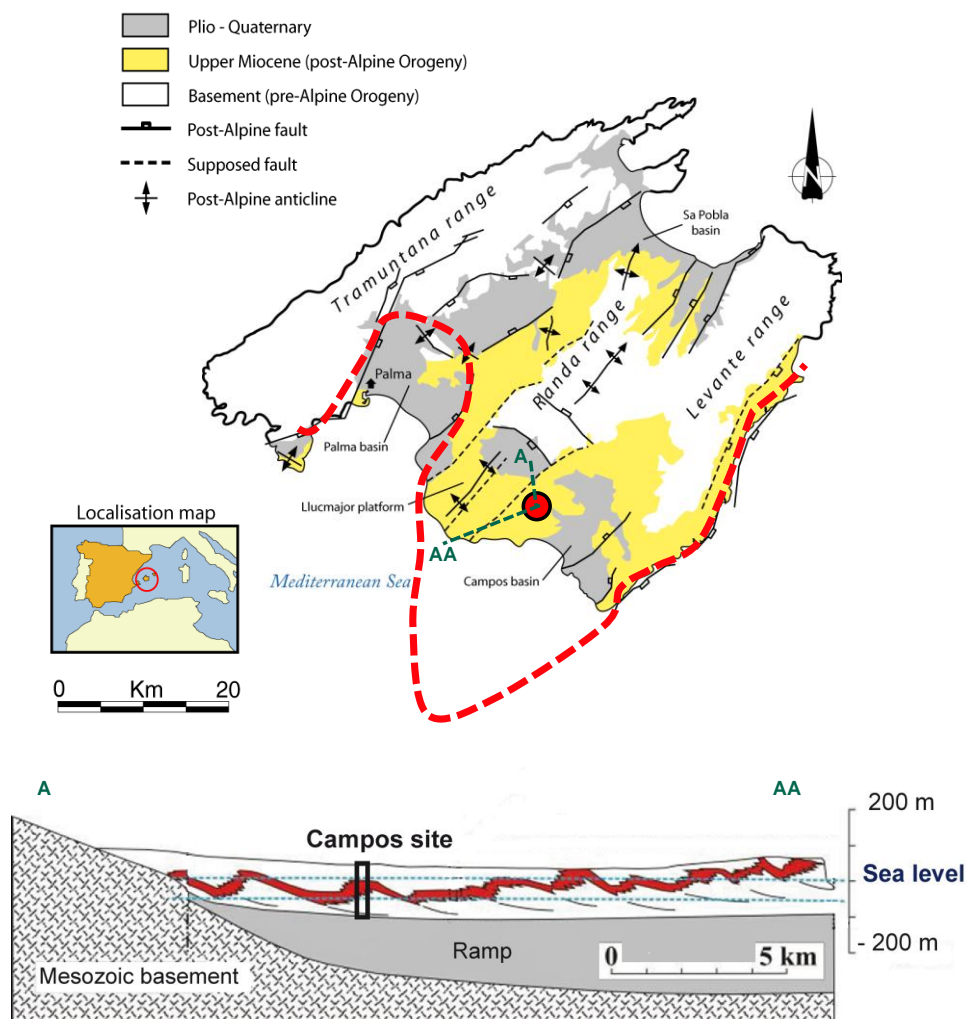 Plio - Quaternary
Upper Miocene (post-Alpine Orogeny)
Basement (pre-Alpine Orogeny)
Post-Alpine fault
Supposed fault
Post-Alpine anticline
N
Tramuntana range
Sa Pobla
basin
Randa range
Levante range
Palma
Palma basin
A
Llucmajor platform
AA
Campos basin
Mediterranean Sea
Localisation map
0 Km 20
A
AA
200 m
Campos site
Sea level
Ramp
- 200 m
0 5 km
Mesozoic basement